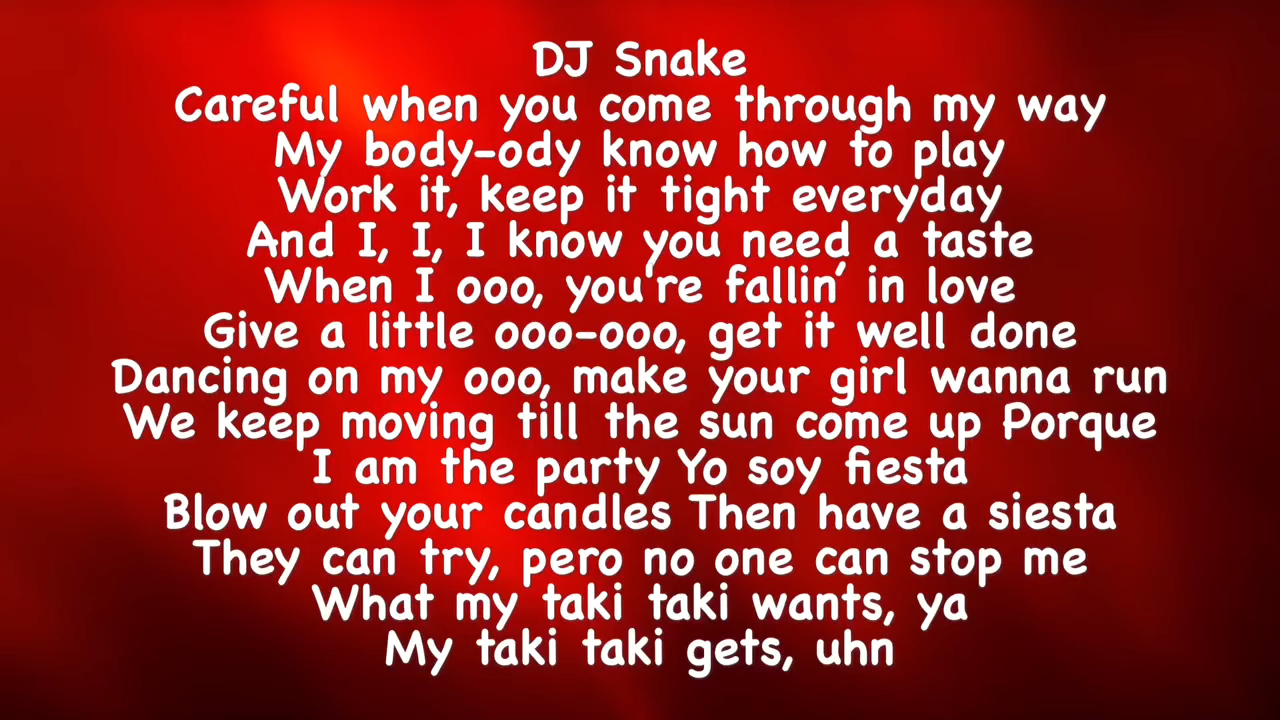 DJ Snake
Careful when you come through my way
My body-ody know how to play
Work it, keep it tight everyday
And I, I, I know you need a taste
When I ooo, you're fallin' in love
Give a little ooo-ooo, get it well done
Dancing on my ooo, make your girl wanna run
We keep moving till the sun come up Porque
I am the party Yo soy fiesta
Blow out your candles Then have a siesta
They can try, pero no one can stop me
What my taki taki wants, ya
My taki taki gets, uhn